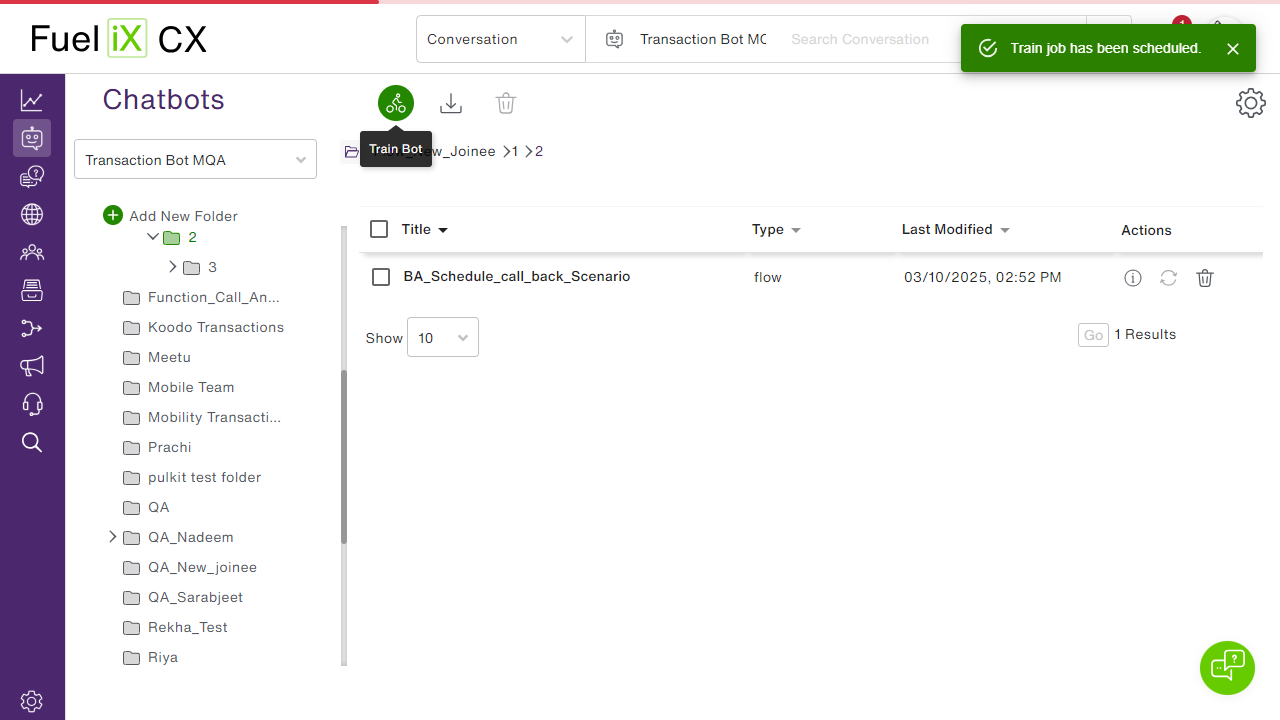 Fuel iX CX
Conversation
Transaction Bot MQ
Search Conversation
1
Train job has been scheduled.
Chatbots
Train Bot
Transaction Bot MQA
New_Joinee
1
2
Add New Folder
2
3
Function_Call_An...
Koodo Transactions
Meetu
Mobile Team
Mobility Transacti...
Prachi
pulkit test folder
QA
QA_Nadeem
QA_New_joinee
QA_Sarabjeet
Rekha_Test
Riya
Title
Type
Last Modified
Actions
BA_Schedule_call_back_Scenario
flow
03/10/2025, 02:52 PM
Show
10
Go
1 Results